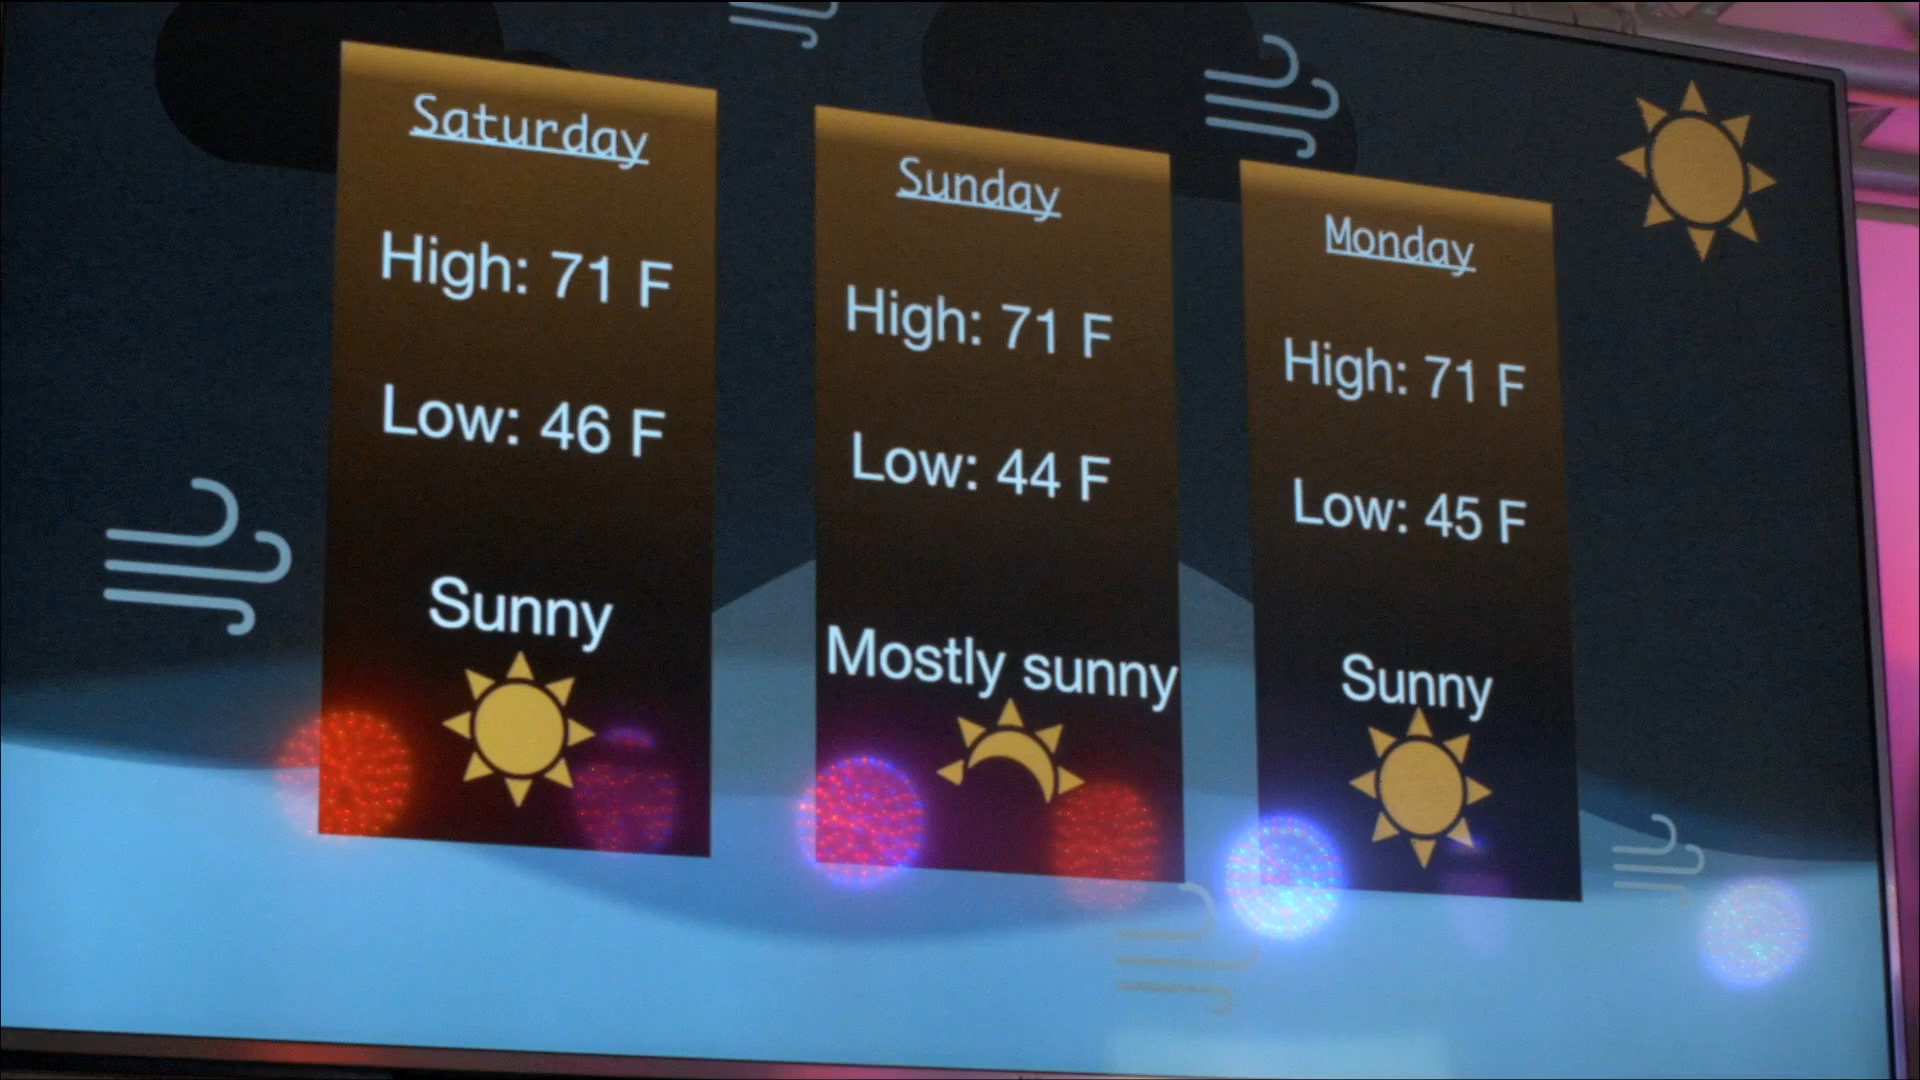 Saturday
High: 71 F
Low: 46 F
Sunny
Sunday
High: 71 F
Low: 44 F
Mostly sunny
Monday
High: 71 F
Low: 45 F
Sunny